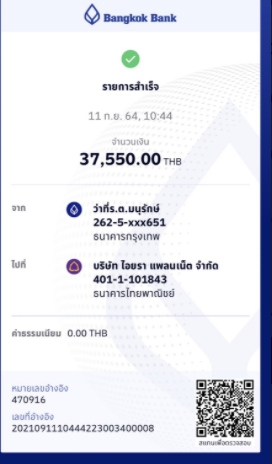 Bangkok Bank
รายการสำเร็จ
11 ก.ย. 64, 10:44
จำนวนเงิน
37,550.00 THB
จาก
ว่าที่ร.ต.มนุรักษ์
262-5-xxx651
ธนาคารกรุงเทพ
ไปที่
บริษัท ไอยรา แพลนเน็ต จำกัด
401-1-101843
ธนาคารไทยพาณิชย์
ค่าธรรมเนียม 0.00 THB
หมายเลขอ้างอิง
470916
เลขที่อ้างอิง
2021091110444223003400008
สแกนเพื่อตรวจสอบ